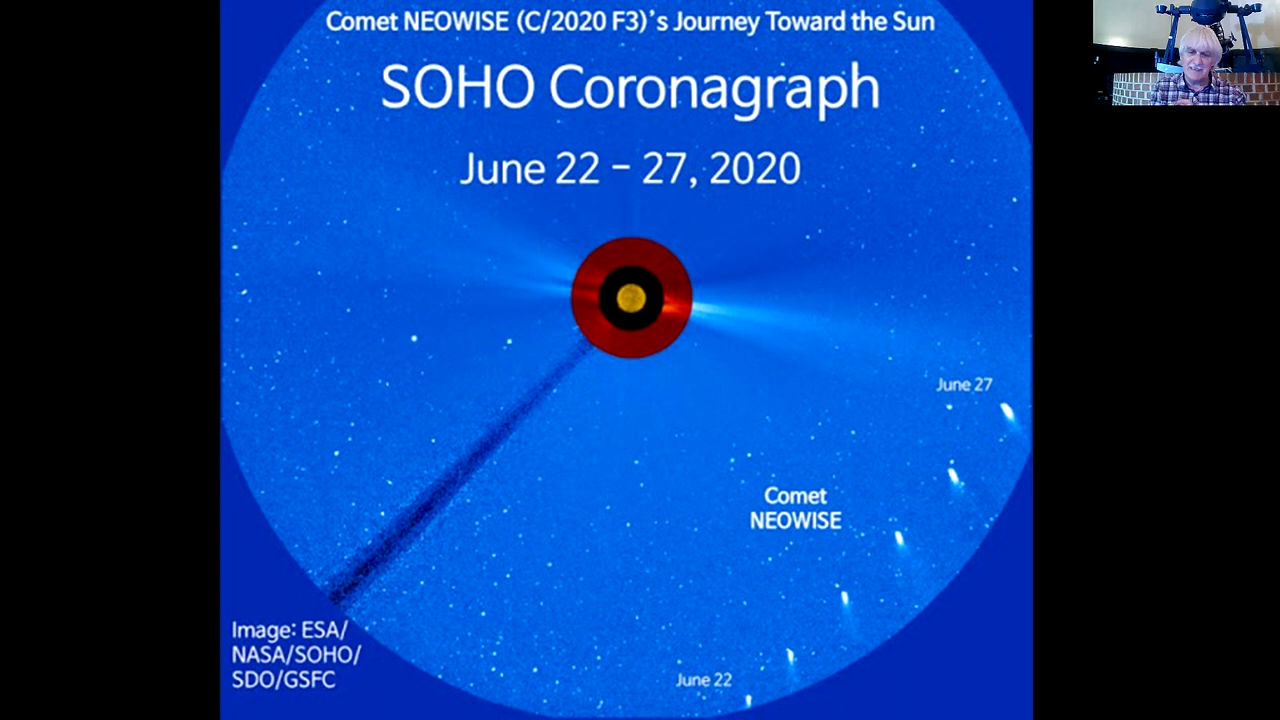 Comet NEOWISE (C/2020 F3)'s Journey Toward the Sun
SOHO Coronagraph
June 22 – 27, 2020
June 27
Comet
NEOWISE
Image: ESA/
NASA/SOHO/
SDO/GSFC
June 22